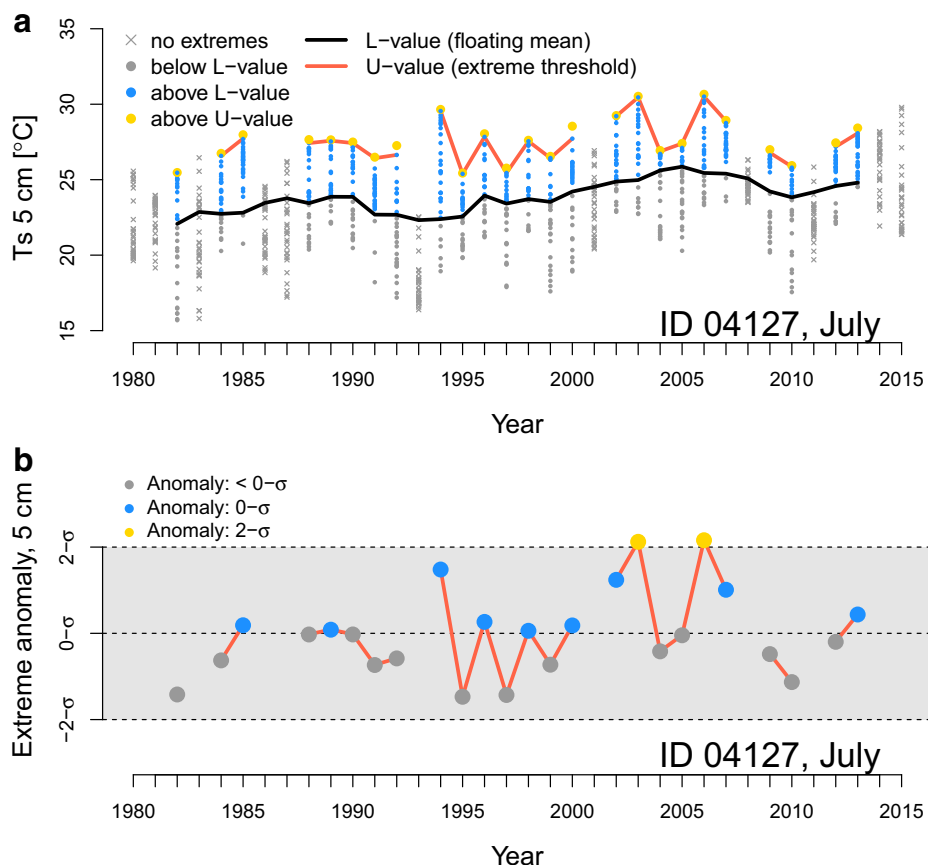 a
Ts 5 cm [°C]
35
30
25
20
15
× no extremes
below L−value
above L−value
above U−value
L−value (floating mean)
U−value (extreme threshold)
ID 04127, July
1980 1985 1990 1995 2000 2005 2010 2015
Year
b
Extreme anomaly, 5 cm
2−σ
0−σ
−2−σ
Anomaly: < 0−σ
Anomaly: 0−σ
Anomaly: 2−σ
ID 04127, July
1980 1985 1990 1995 2000 2005 2010 2015
Year